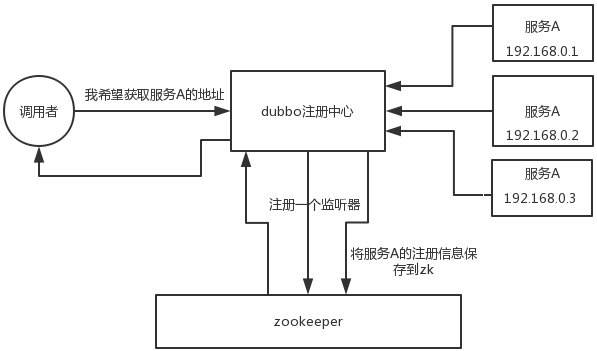 服务A
192.168.0.1
我希望获取服务A的地址
调用者
dubbo注册中心
服务A
192.168.0.2
服务A
192.168.0.3
注册一个监听器
将服务A的注册信息保
存到zk
zookeeper